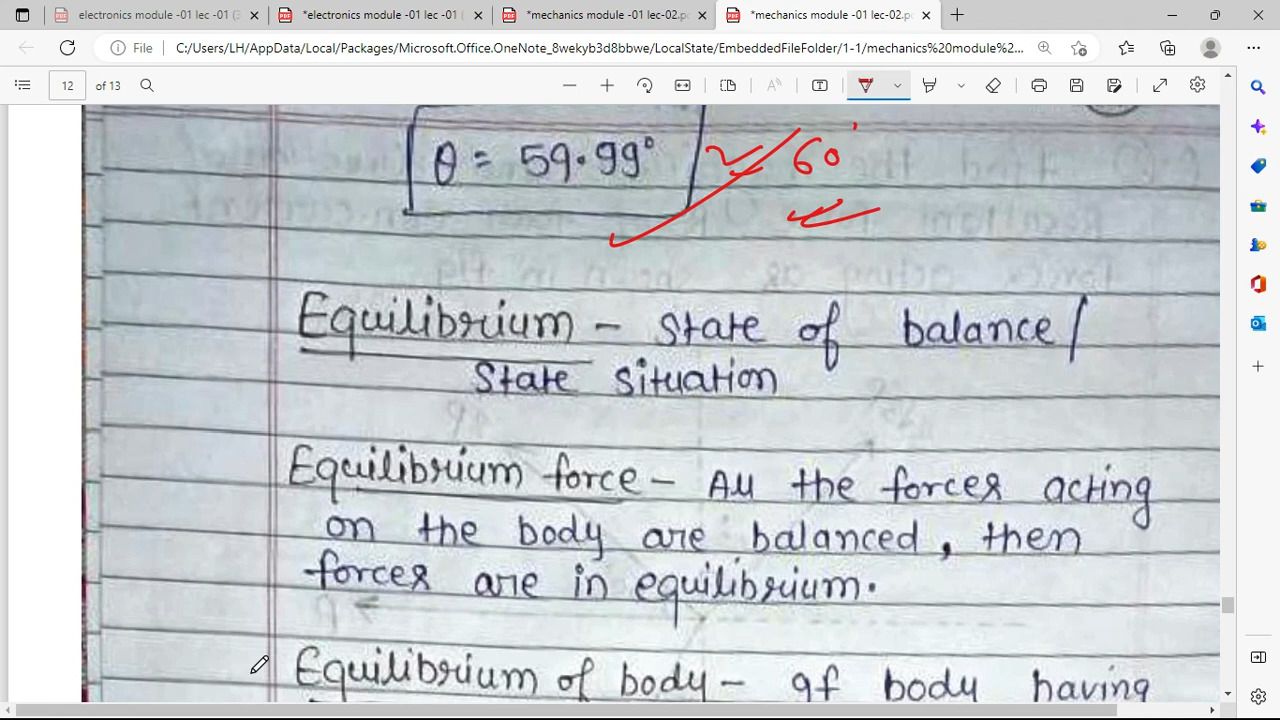 electronics module -01 lec -01 (
*electronics module -01 lec -01 (
*mechanics module -01 lec-02.p
*mechanics module -01 lec-02.p
File
C:/Users/LH/AppData/Local/Packages/Microsoft.Office.OneNote_8wekyb3d8bbwe/LocalState/EmbeddedFileFolder/1-1/mechanics%20module%2...
12 of 13
θ = 59.99° ≈ 60°
Equilibrium - State of balance /
State situation
Equilibrium force - All the forces acting
on the body are balanced, then
forces are in equilibrium.
Equilibrium of body - If body having